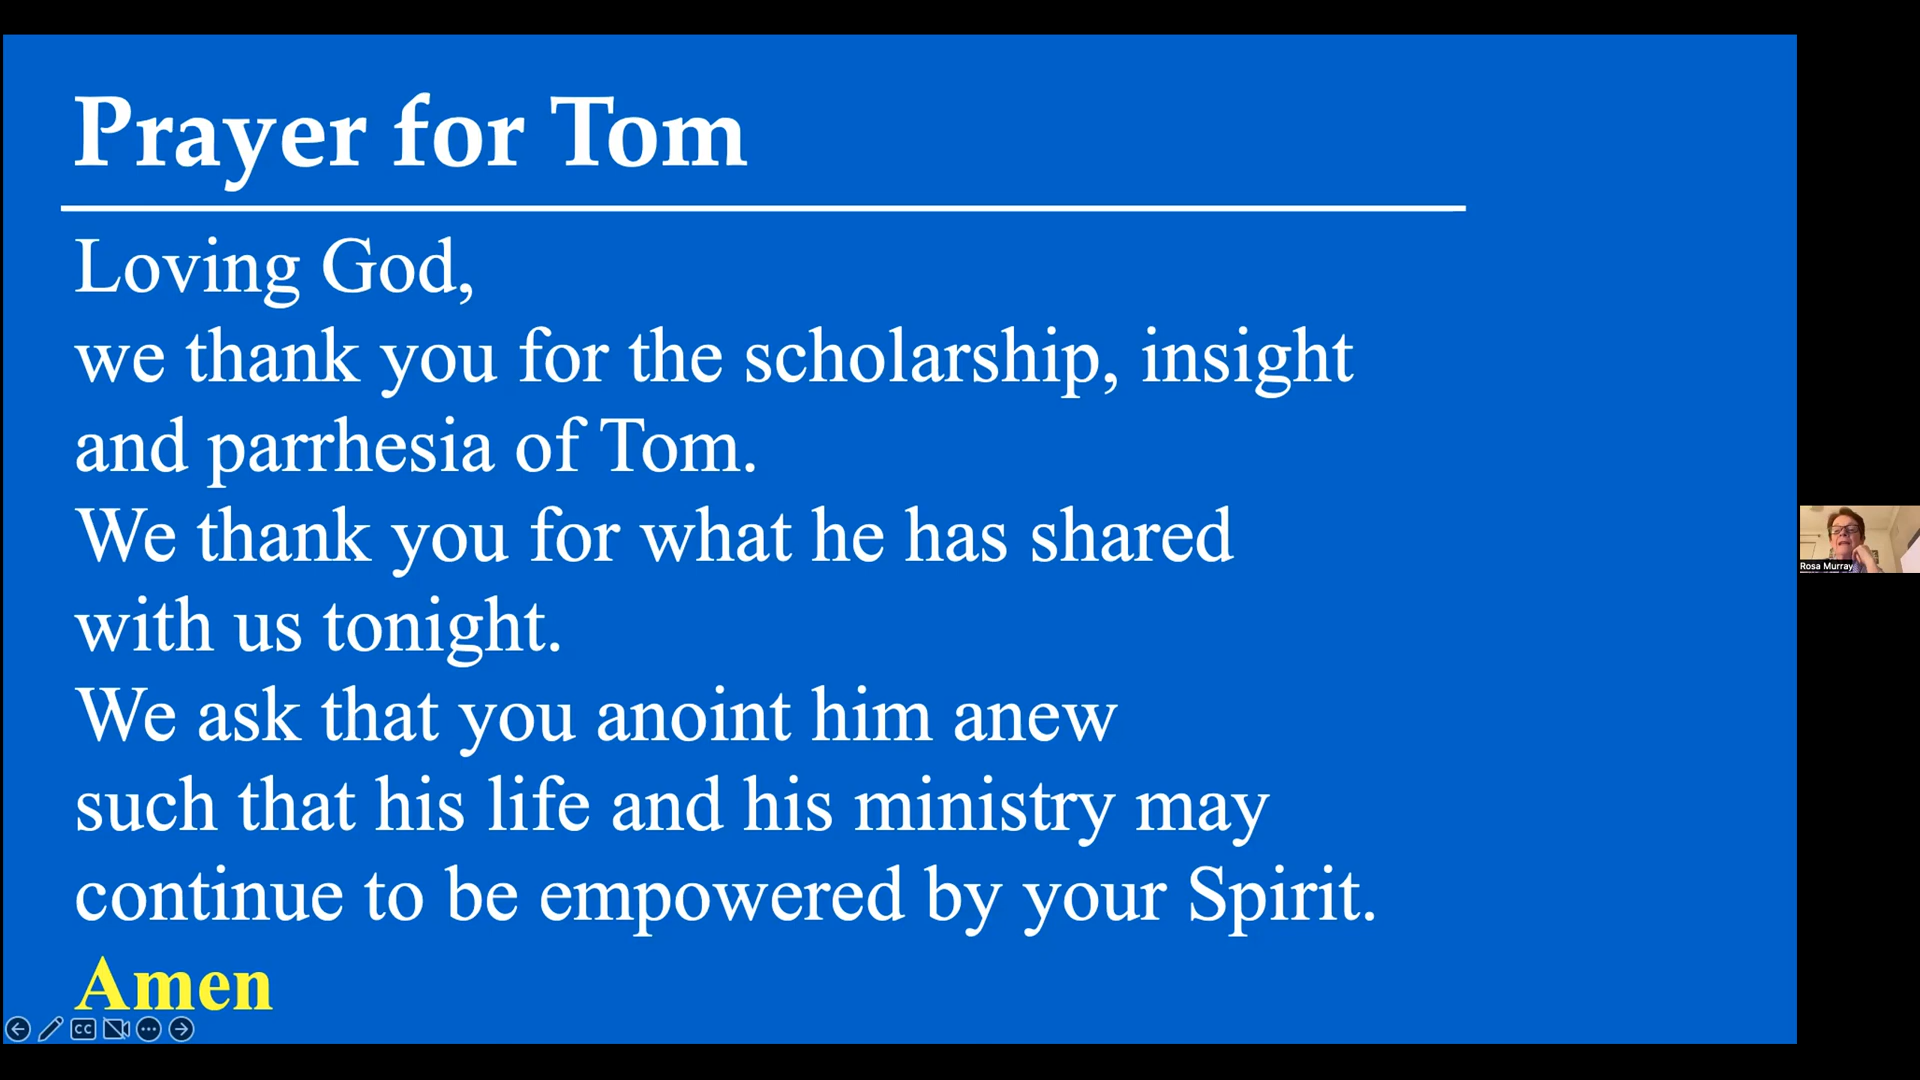 Prayer for Tom
Loving God,
we thank you for the scholarship, insight
and parrhesia of Tom.
We thank you for what he has shared
with us tonight.
We ask that you anoint him anew
such that his life and his ministry may
continue to be empowered by your Spirit.
Amen
CC
Rosa Murray